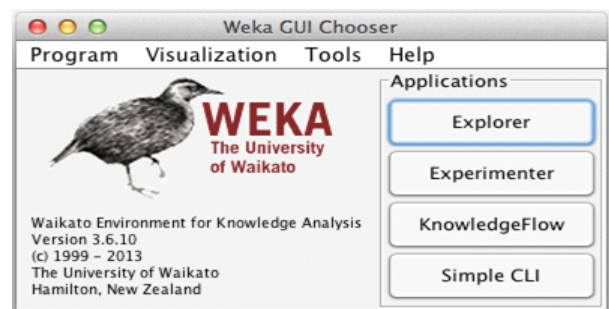 Weka GUI Chooser
Program Visualization Tools Help
WEKA
The University
of Waikato
Waikato Environment for Knowledge Analysis
Version 3.6.10
(c) 1999 – 2013
The University of Waikato
Hamilton, New Zealand
Applications
Explorer
Experimenter
KnowledgeFlow
Simple CLI